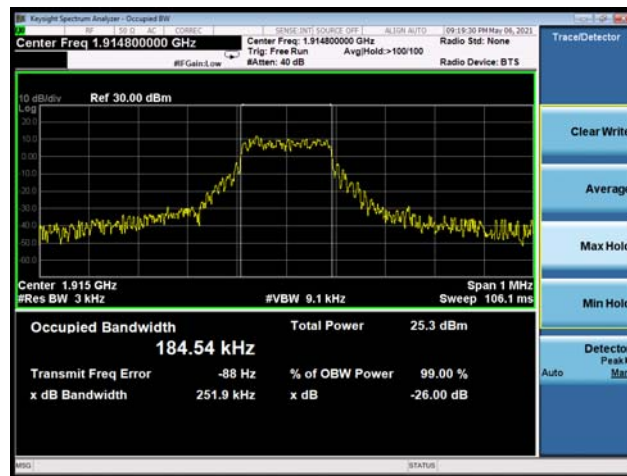 Keysight Spectrum Analyzer - Occupied BW
RF 50 Ω AC CORREC SENSE:INT SOURCE OFF ALIGN AUTO 09:19:30 PM May 06, 2021
Center Freq 1.914800000 GHz
Center Freq: 1.914800000 GHz
Radio Std: None
Trig: Free Run Avg|Hold:>100/100
#IFGain:Low
#Atten: 40 dB
Radio Device: BTS
Trace/Detector
10 dB/div Ref 30.00 dBm
Log
20.0
10.0
0.00
-10.0
-20.0
-30.0
-40.0
-50.0
-60.0
Clear Write
Average
Max Hold
Min Hold
Center 1.915 GHz
Span 1 MHz
#Res BW 3 kHz
#VBW 9.1 kHz
Sweep 106.1 ms
Occupied Bandwidth
Total Power 25.3 dBm
184.54 kHz
Transmit Freq Error -88 Hz
% of OBW Power 99.00 %
x dB Bandwidth 251.9 kHz
x dB -26.00 dB
Detector
Peak
Auto Man
MSG
STATUS